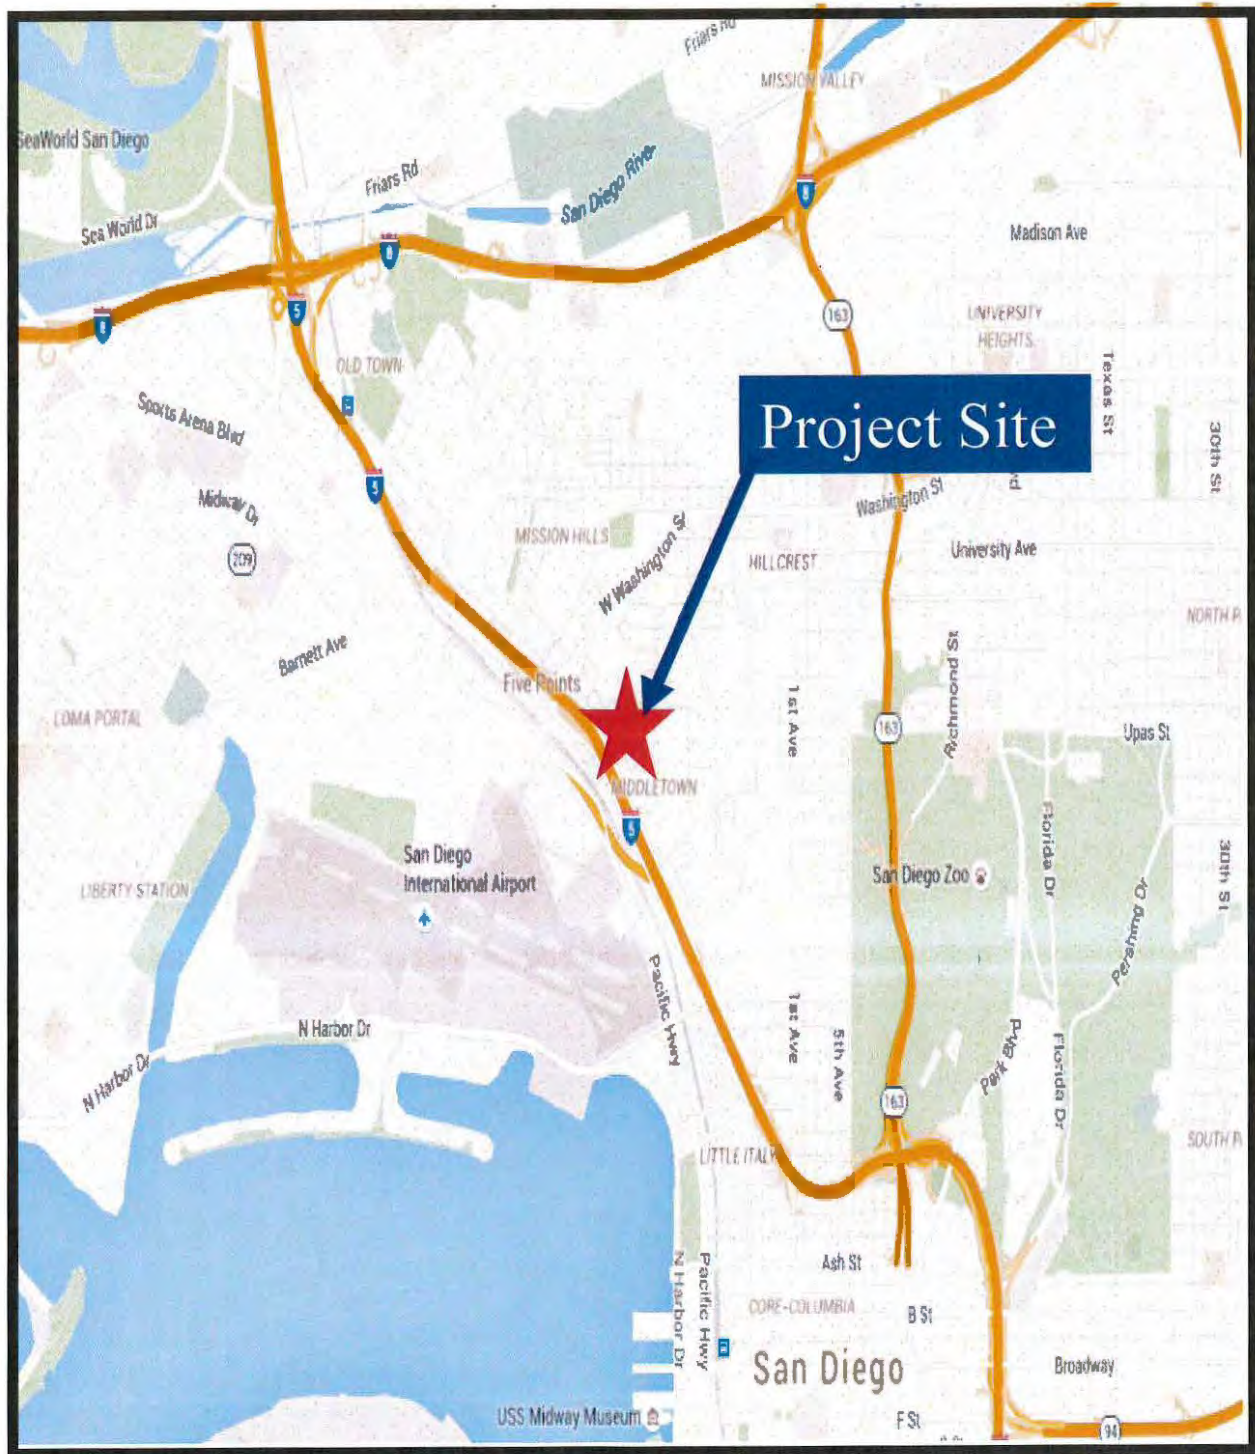 Friars Rd
MISSION VALLEY
SeaWorld San Diego
Friars Rd
San Diego River
8
Sea World Dr
Madison Ave
8
5
8
163
UNIVERSITY
HEIGHTS
OLD TOWN
Texas St
Sports Arena Blvd
Project Site
30th St
5
Midway Dr
Washington St
MISSION HILLS
W Washington St
University Ave
209
HILLCREST
NORTH
Barnett Ave
Richmond St
Five Points
1st Ave
LOMA PORTAL
163
Upas St
MIDDLETOWN
5
Florida Dr
San Diego
International Airport
San Diego Zoo
30th St
LIBERTY STATION
Pershing Dr
Pacific Hwy
N Harbor Dr
1st Ave
5th Ave
Park Blvd
Florida Dr
N Harbor Dr
163
LITTLE ITALY
SOUTH
Ash St
N Harbor Dr
Pacific Hwy
CORE-COLUMBIA
B St
San Diego
Broadway
USS Midway Museum
F St
94